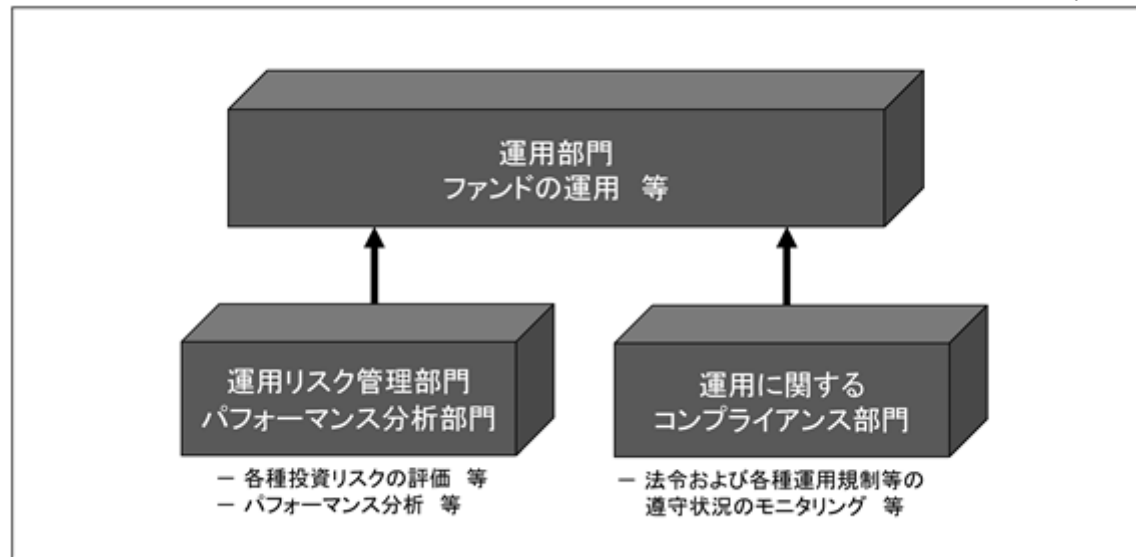 運用部門
ファンドの運用　等
運用リスク管理部門
パフォーマンス分析部門
－ 各種投資リスクの評価　等
－ パフォーマンス分析　等
運用に関する
コンプライアンス部門
－ 法令および各種運用規制等の
遵守状況のモニタリング　等